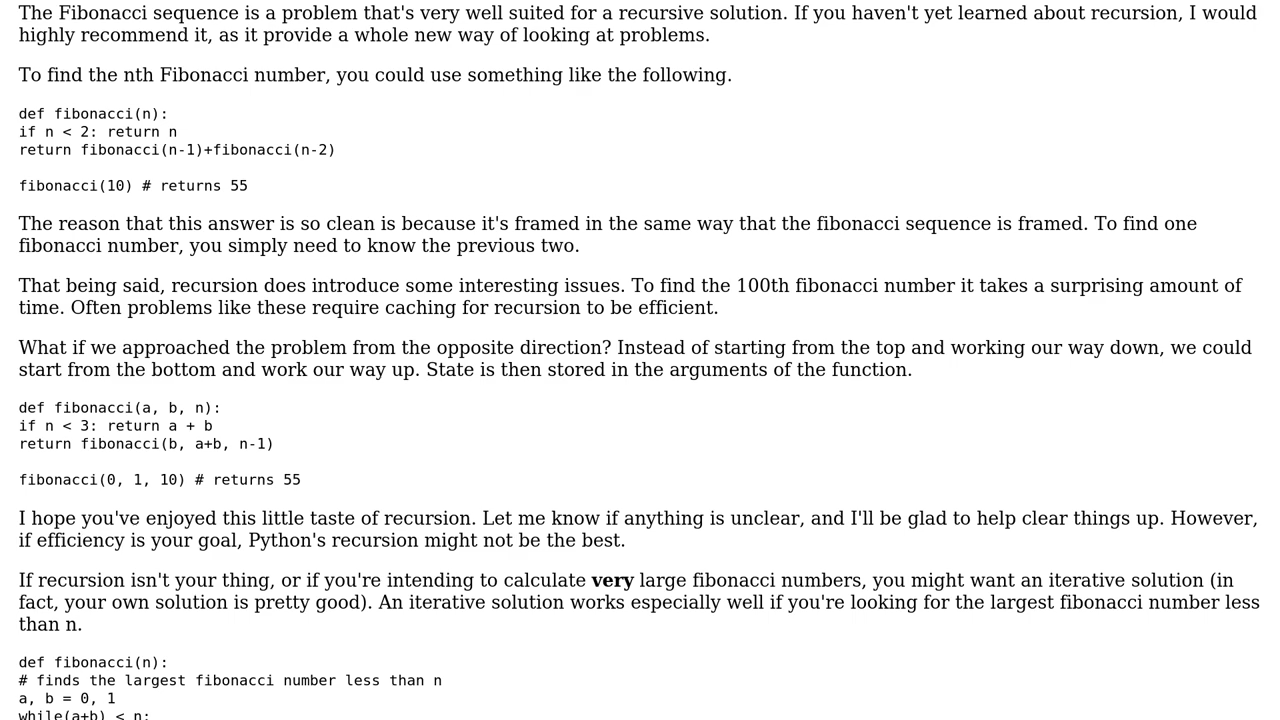 The Fibonacci sequence is a problem that's very well suited for a recursive solution. If you haven't yet learned about recursion, I would
highly recommend it, as it provide a whole new way of looking at problems.
To find the nth Fibonacci number, you could use something like the following.
def fibonacci(n):
if n < 2: return n
return fibonacci(n-1)+fibonacci(n-2)
fibonacci(10) # returns 55
The reason that this answer is so clean is because it's framed in the same way that the fibonacci sequence is framed. To find one
fibonacci number, you simply need to know the previous two.
That being said, recursion does introduce some interesting issues. To find the 100th fibonacci number it takes a surprising amount of
time. Often problems like these require caching for recursion to be efficient.
What if we approached the problem from the opposite direction? Instead of starting from the top and working our way down, we could
start from the bottom and work our way up. State is then stored in the arguments of the function.
def fibonacci(a, b, n):
if n < 3: return a + b
return fibonacci(b, a+b, n-1)
fibonacci(0, 1, 10) # returns 55
I hope you've enjoyed this little taste of recursion. Let me know if anything is unclear, and I'll be glad to help clear things up. However,
if efficiency is your goal, Python's recursion might not be the best.
If recursion isn't your thing, or if you're intending to calculate very large fibonacci numbers, you might want an iterative solution (in
fact, your own solution is pretty good). An iterative solution works especially well if you're looking for the largest fibonacci number less
than n.
def fibonacci(n):
# finds the largest fibonacci number less than n
a, b = 0, 1
while(a+b) < n: